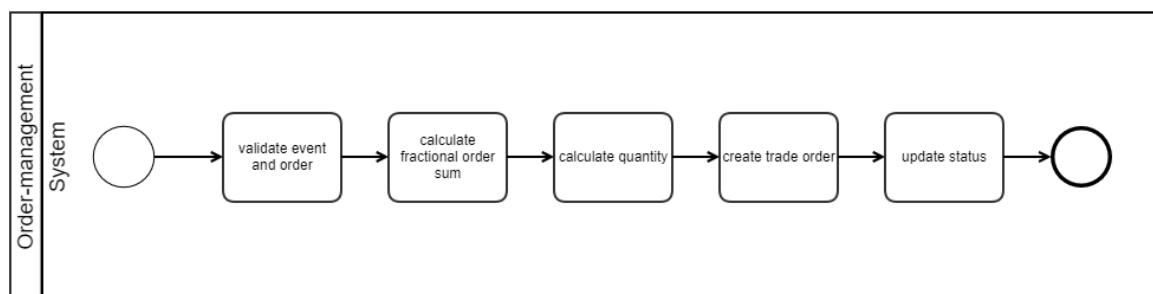 Order-management
System
validate event
and order
calculate
fractional order
sum
calculate quantity
create trade order
update status